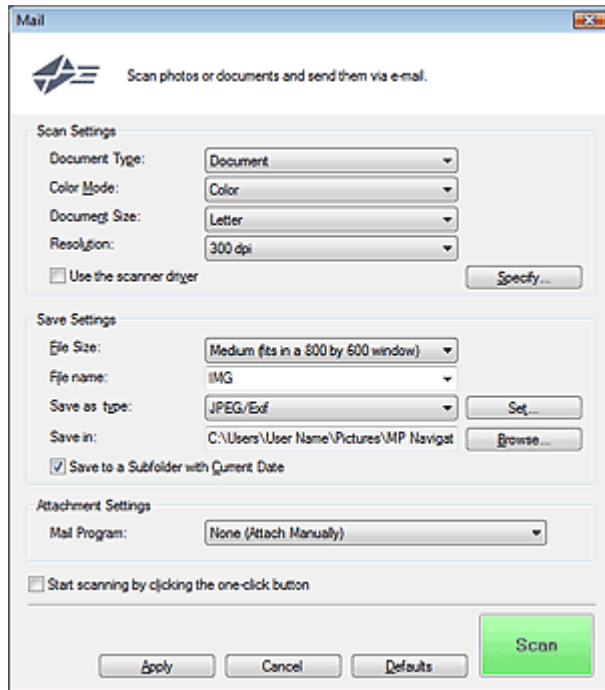 Mail
Scan photos or documents and send them via e-mail.
Scan Settings
Document Type: Document
Color Mode: Color
Document Size: Letter
Resolution: 300 dpi
Use the scanner driver Specify...
Save Settings
File Size: Medium (fits in a 800 by 600 window)
File name: IMG
Save as type: JPEG/Exif Set...
Save in: C:\Users\User Name\Pictures\MP Navigat Browse...
Save to a Subfolder with Current Date
Attachment Settings
Mail Program: None (Attach Manually)
Start scanning by clicking the one-click button
Apply Cancel Defaults Scan